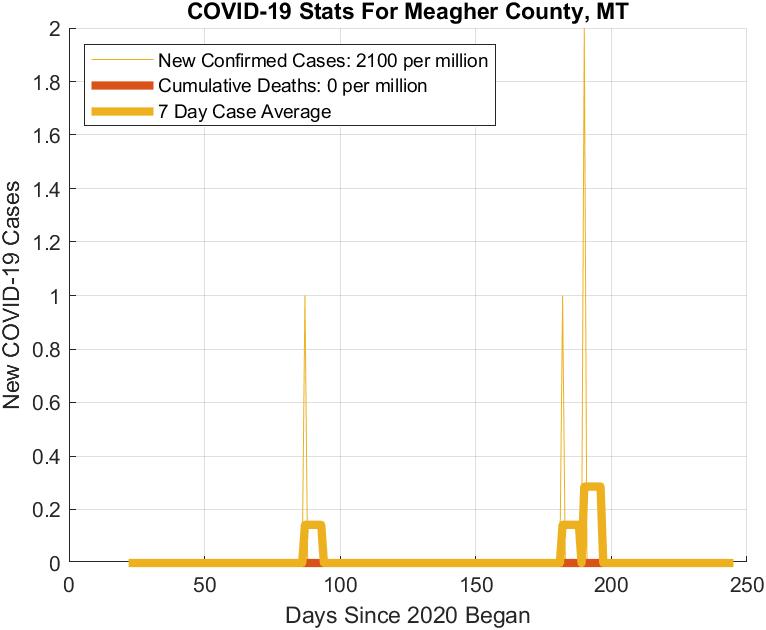 COVID-19 Stats For Meagher County, MT
New Confirmed Cases: 2100 per million
Cumulative Deaths: 0 per million
7 Day Case Average
New COVID-19 Cases
2
1.8
1.6
1.4
1.2
1
0.8
0.6
0.4
0.2
0
0 50 100 150 200 250
Days Since 2020 Began